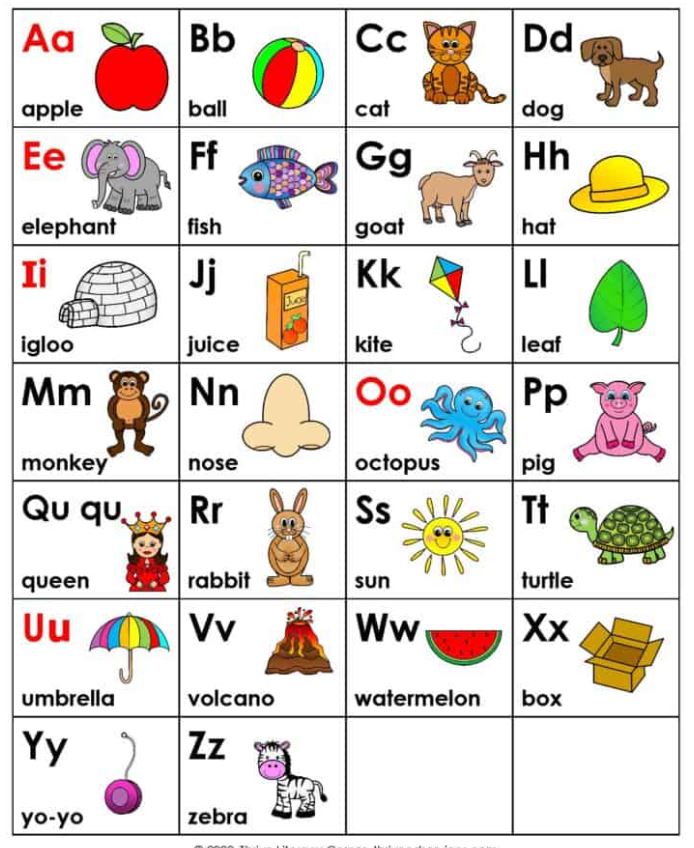 Aa
apple
Bb
ball
Cc
cat
Dd
dog
Ee
elephant
Ff
fish
Gg
goat
Hh
hat
Ii
igloo
Jj
Juice
juice
Kk
kite
Ll
leaf
Mm
monkey
Nn
nose
Oo
octopus
Pp
pig
Qu qu
queen
Rr
rabbit
Ss
sun
Tt
turtle
Uu
umbrella
Vv
volcano
Ww
watermelon
Xx
box
Yy
yo-yo
Zz
zebra